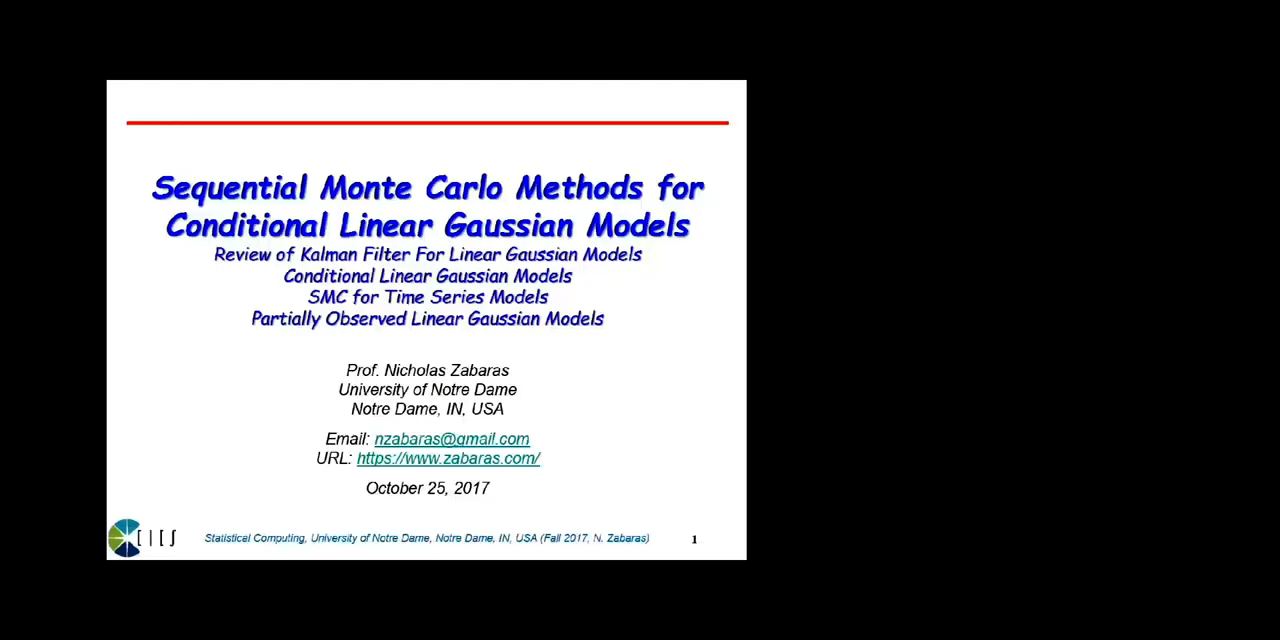 Sequential Monte Carlo Methods for
Conditional Linear Gaussian Models
Review of Kalman Filter For Linear Gaussian Models
Conditional Linear Gaussian Models
SMC for Time Series Models
Partially Observed Linear Gaussian Models
Prof. Nicholas Zabaras
University of Notre Dame
Notre Dame, IN, USA
Email: nzabaras@gmail.com
URL: https://www.zabaras.com/
October 25, 2017
Statistical Computing, University of Notre Dame, Notre Dame, IN, USA (Fall 2017, N. Zabaras)
1